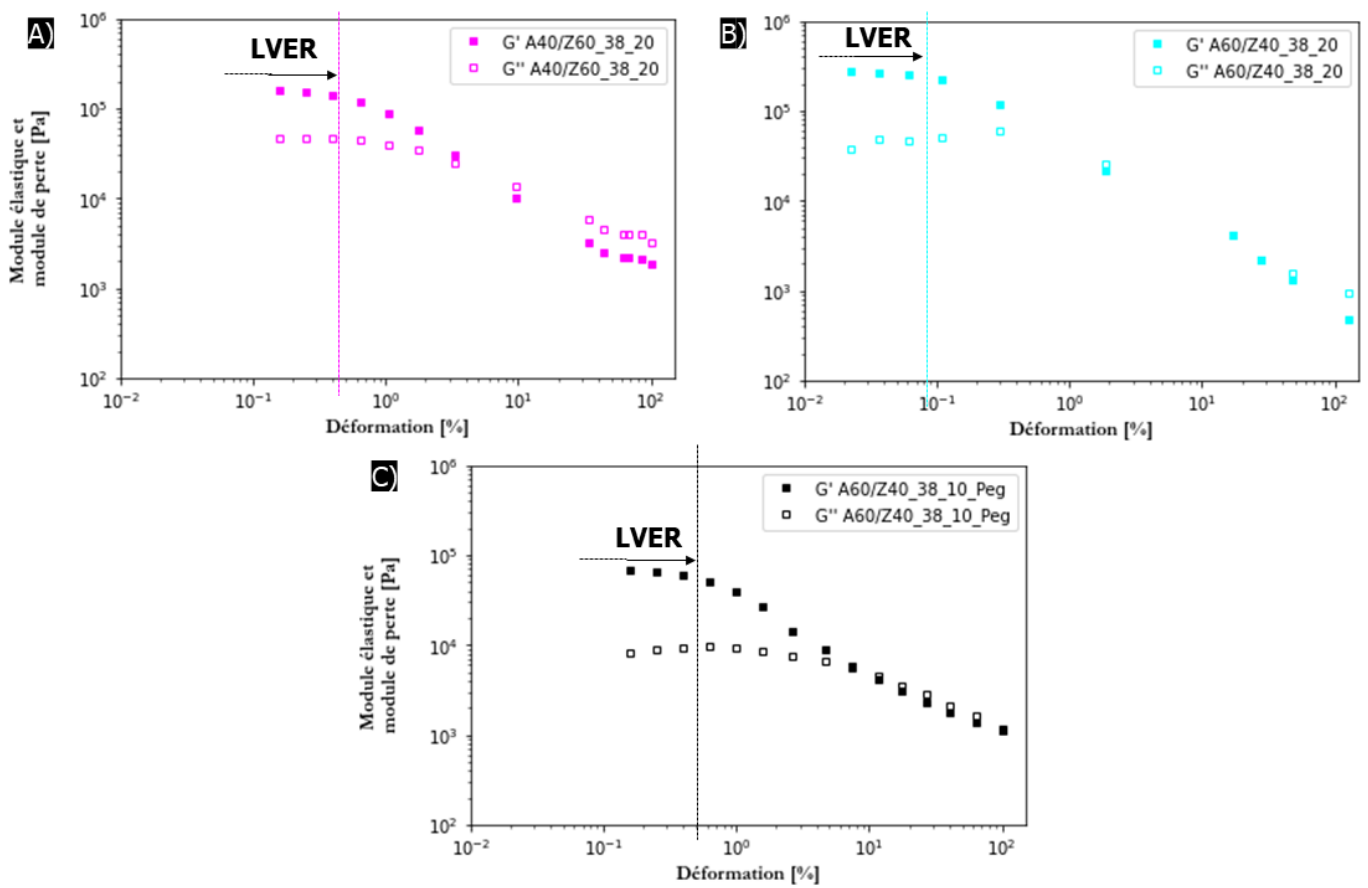 A)
LVER
G' A40/Z60_38_20
G'' A40/Z60_38_20
Module élastique et
module de perte [Pa]
10⁶
10⁵
10⁴
10³
10²
10⁻²
10⁻¹
10⁰
10¹
10²
Déformation [%]
B)
LVER
G' A60/Z40_38_20
G'' A60/Z40_38_20
10⁶
10⁵
10⁴
10³
10²
10⁻²
10⁻¹
10⁰
10¹
10²
Déformation [%]
C)
LVER
G' A60/Z40_38_10_Peg
G'' A60/Z40_38_10_Peg
Module élastique et
module de perte [Pa]
10⁶
10⁵
10⁴
10³
10²
10⁻²
10⁻¹
10⁰
10¹
10²
Déformation [%]